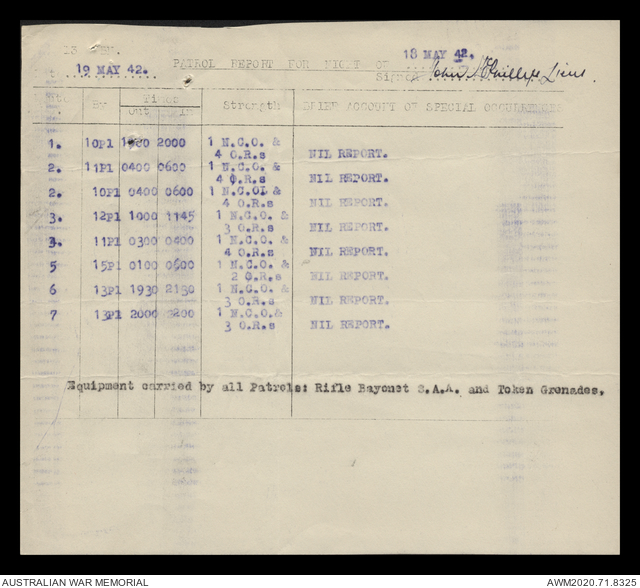 18 MAY 42.
19 MAY 42. PATROL REPORT FOR NIGHT OF
Signed John Lieut.
By Times Out In Strength BRIEF ACCOUNT OF SPECIAL OCCURRENCES
1. 10Pl 2000 1 N.C.O. & 4 O.R.s NIL REPORT.
2. 11Pl 0400 0600 1 N.C.O. & 4 O.R.s NIL REPORT.
2. 10Pl 0400 0600 1 N.C.OI & 4 O.R.s NIL REPORT.
3. 12Pl 1000 1145 1 N.C.O. & 3 O.R.s NIL REPORT.
11Pl 0300 0400 1 N.C.O. & 4 O.R.s NIL REPORT.
5 15Pl 0100 1 N.C.O. & 2 O.R.s NIL REPORT.
6 13Pl 1930 2130 1 N.C.O. & 3 O.R.s NIL REPORT.
7 13Pl 2000 2200 1 N.C.O.& 3 O.R.s NIL REPORT.
Equipment carried by all Patrols: Rifle Bayonet S.A.A. and Token Grenades.
AUSTRALIAN WAR MEMORIAL AWM2020.71.8325